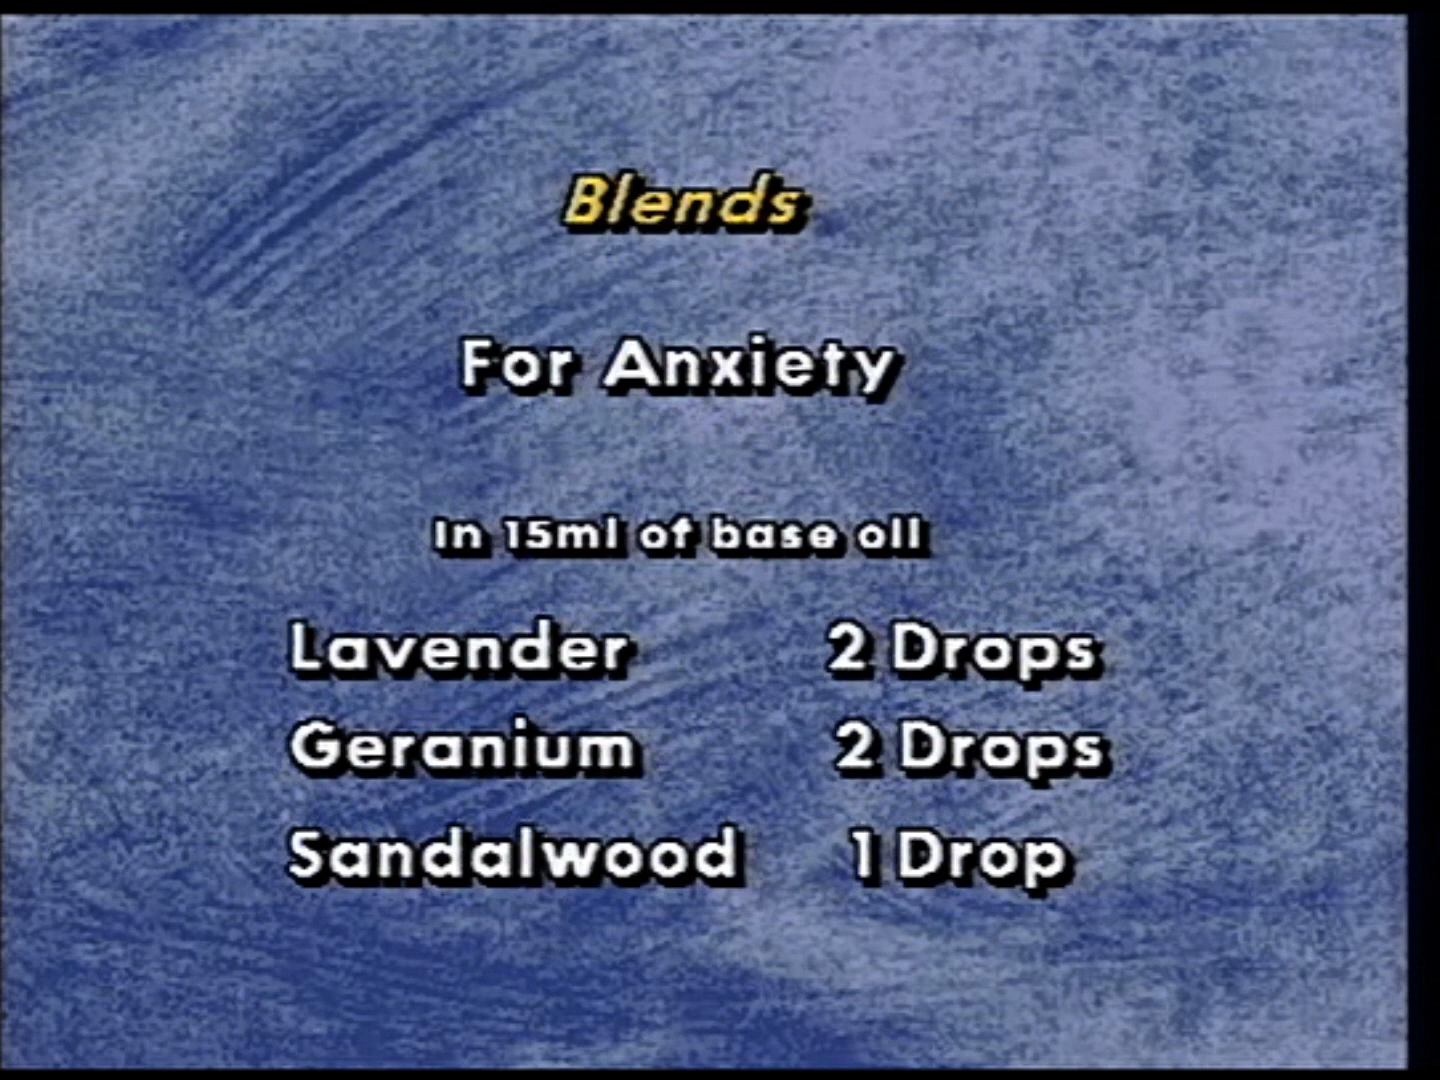 Blends
For Anxiety
In 15ml of base oil
Lavender 2 Drops
Geranium 2 Drops
Sandalwood 1 Drop